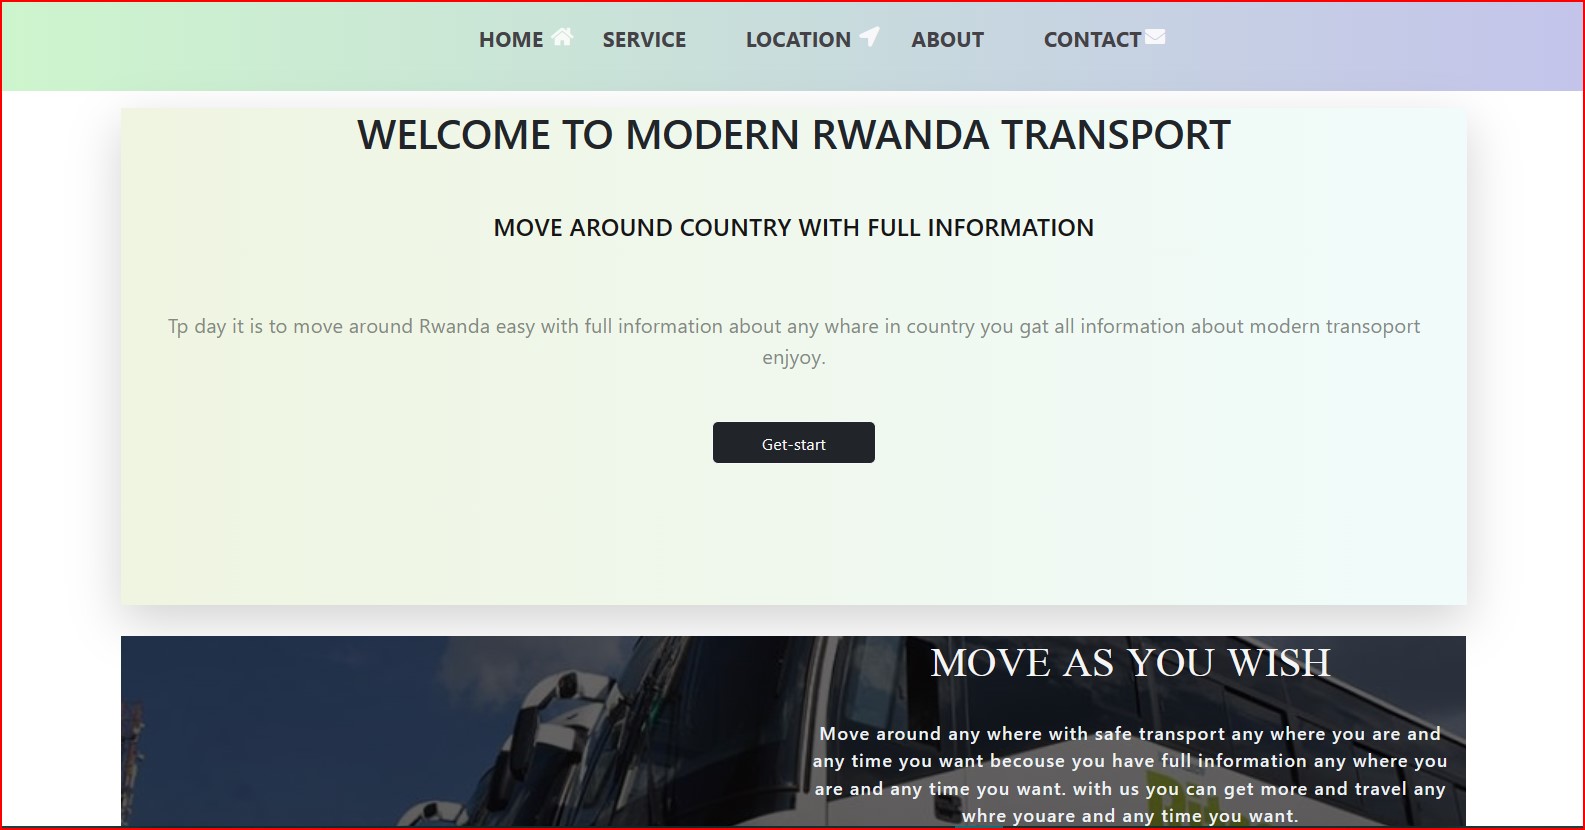 HOME SERVICE LOCATION ABOUT CONTACT
WELCOME TO MODERN RWANDA TRANSPORT
MOVE AROUND COUNTRY WITH FULL INFORMATION
Tp day it is to move around Rwanda easy with full information about any whare in country you gat all information about modern transoport
enjyoy.
Get-start
MOVE AS YOU WISH
Move around any where with safe transport any where you are and
any time you want becouse you have full information any where you
are and any time you want. with us you can get more and travel any
whre youare and any time you want.